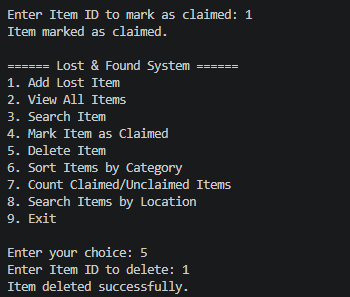 Enter Item ID to mark as claimed: 1
Item marked as claimed.
====== Lost & Found System ======
1. Add Lost Item
2. View All Items
3. Search Item
4. Mark Item as Claimed
5. Delete Item
6. Sort Items by Category
7. Count Claimed/Unclaimed Items
8. Search Items by Location
9. Exit
Enter your choice: 5
Enter Item ID to delete: 1
Item deleted successfully.